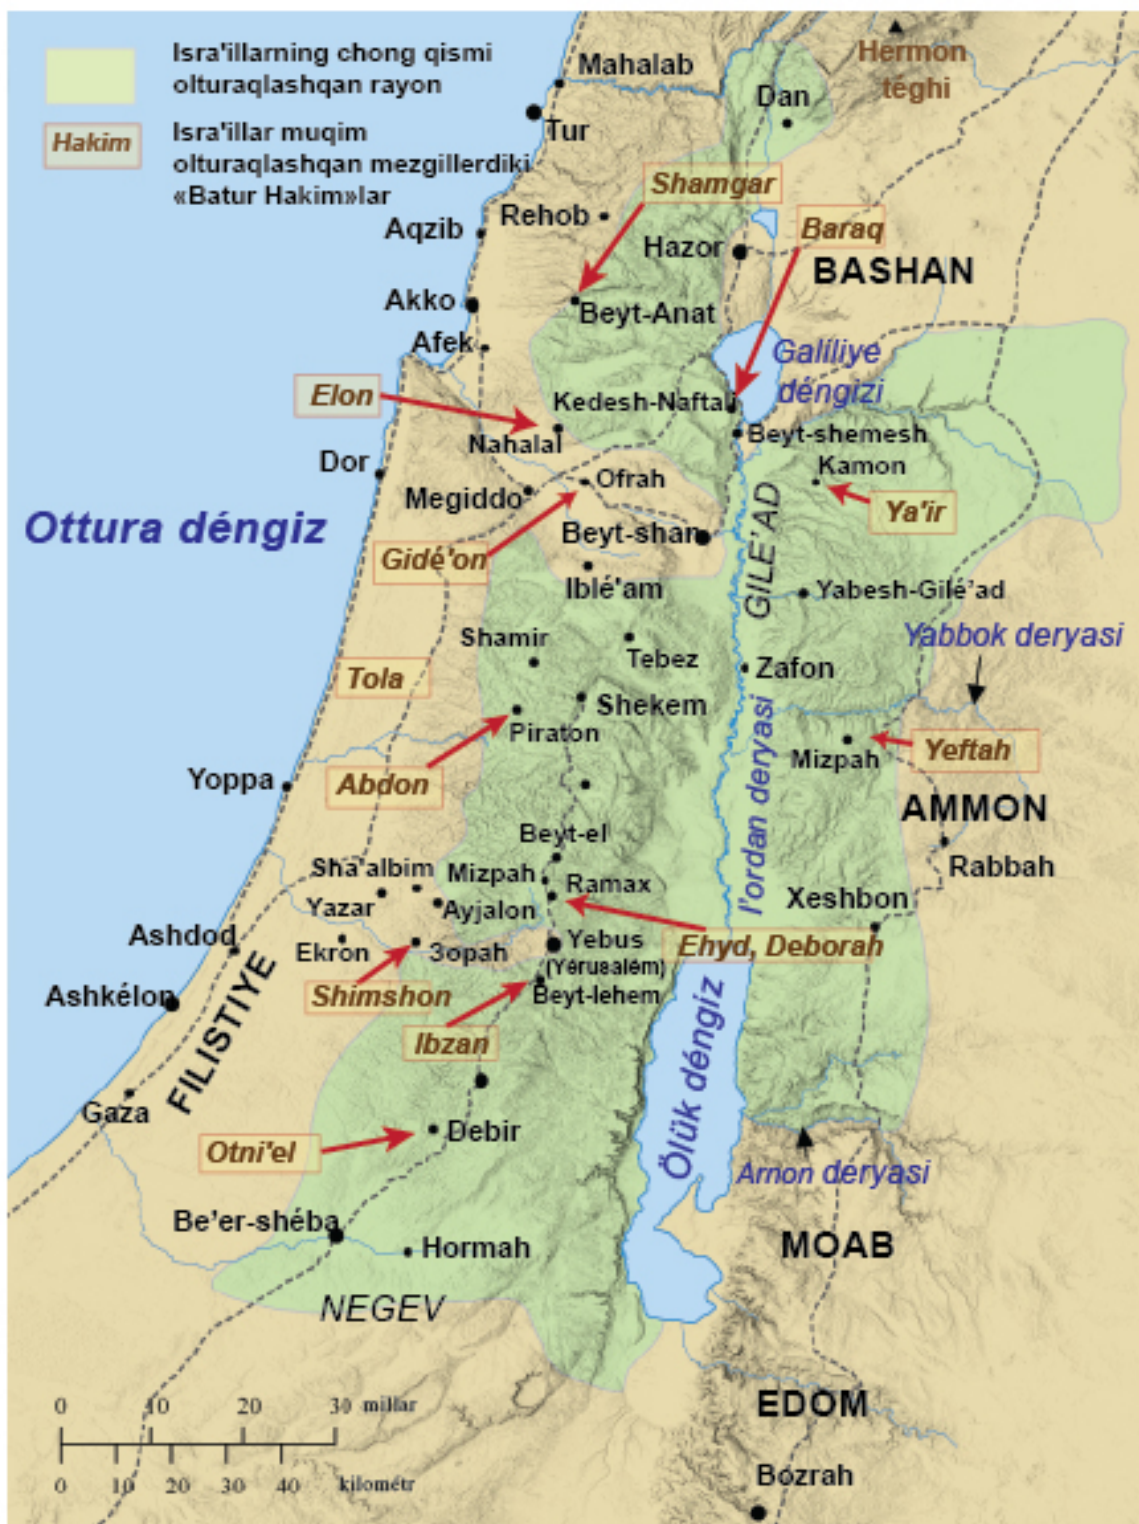 Isra'illarning chong qismi
olturaqlashqan rayon
Hakim
Isra'illar muqim
olturaqlashqan mezgillerdiki
«Batur Hakim»lar
Mahalab
Hermon
téghi
Dan
Tur
Shamgar
Rehob
Baraq
Aqzib
Hazor
BASHAN
Akko
Beyt-Anat
Afek
Galiliye
déngizi
Elon
Kedesh-Naftali
Nahalal
Beyt-shemesh
Dor
Kamon
Megiddo
Ofrah
Ya'ir
Ottura déngiz
Beyt-shan
Gidé'on
GILÉ'AD
Iblé'am
Yabesh-Gilé'ad
Shamir
Yabbok deryasi
Tebez
Zafon
Tola
Shekem
Piraton
Mizpah
Yeftah
Yoppa
Abdon
I'ordan deryasi
AMMON
Beyt-el
Rabbah
Sha'albim
Mizpah
Ramax
Yazar
Ayjalon
Xeshbon
Ashdod
Ekron
3opah
Yebus
(Yérusalém)
Ehyd, Deborah
Ashkélon
Shimshon
Beyt-lehem
FILISTIYE
Ibzan
Gaza
Ölük déngiz
Debir
Otni'el
Arnon deryasi
Be'er-shéba
Hormah
MOAB
NEGEV
EDOM
0 10 20 30 millar
0 10 20 30 40 kilométr
Bozrah